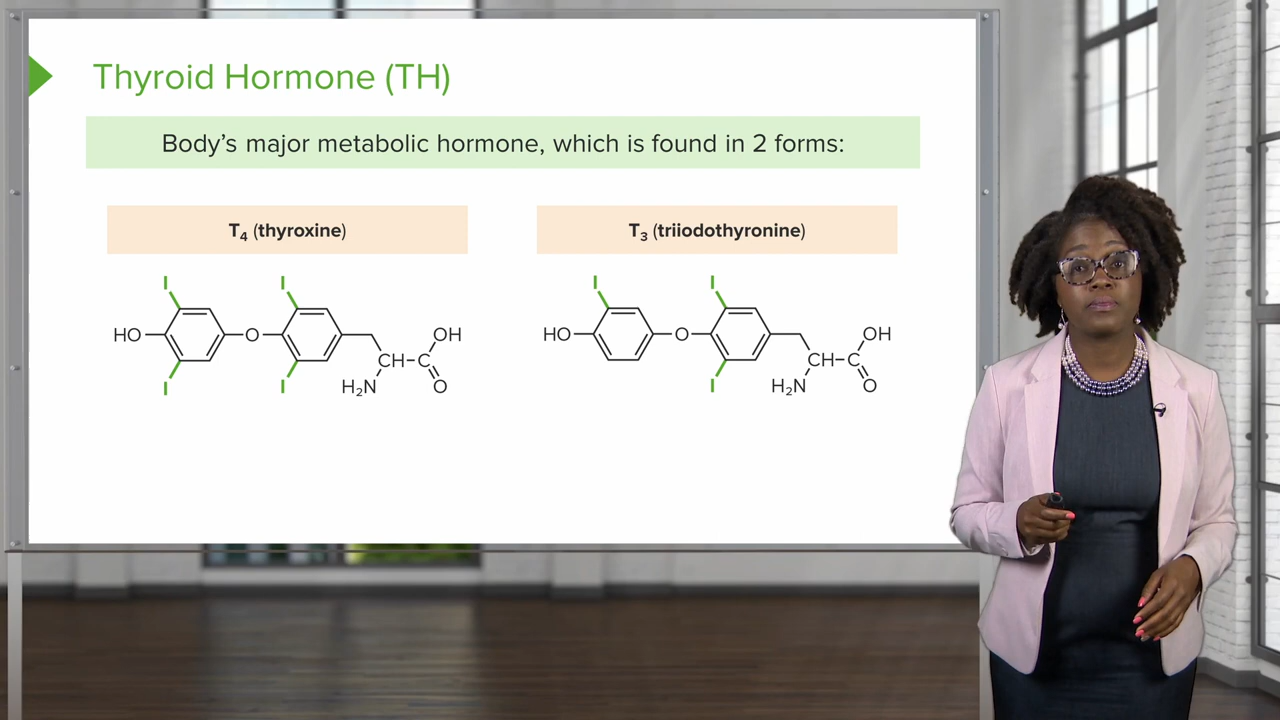 Thyroid Hormone (TH)
Body's major metabolic hormone, which is found in 2 forms:
T₄ (thyroxine)
T₃ (triiodothyronine)
I I
HO O OH
CH C
I I H₂N O
I I
HO O OH
CH C
I H₂N O